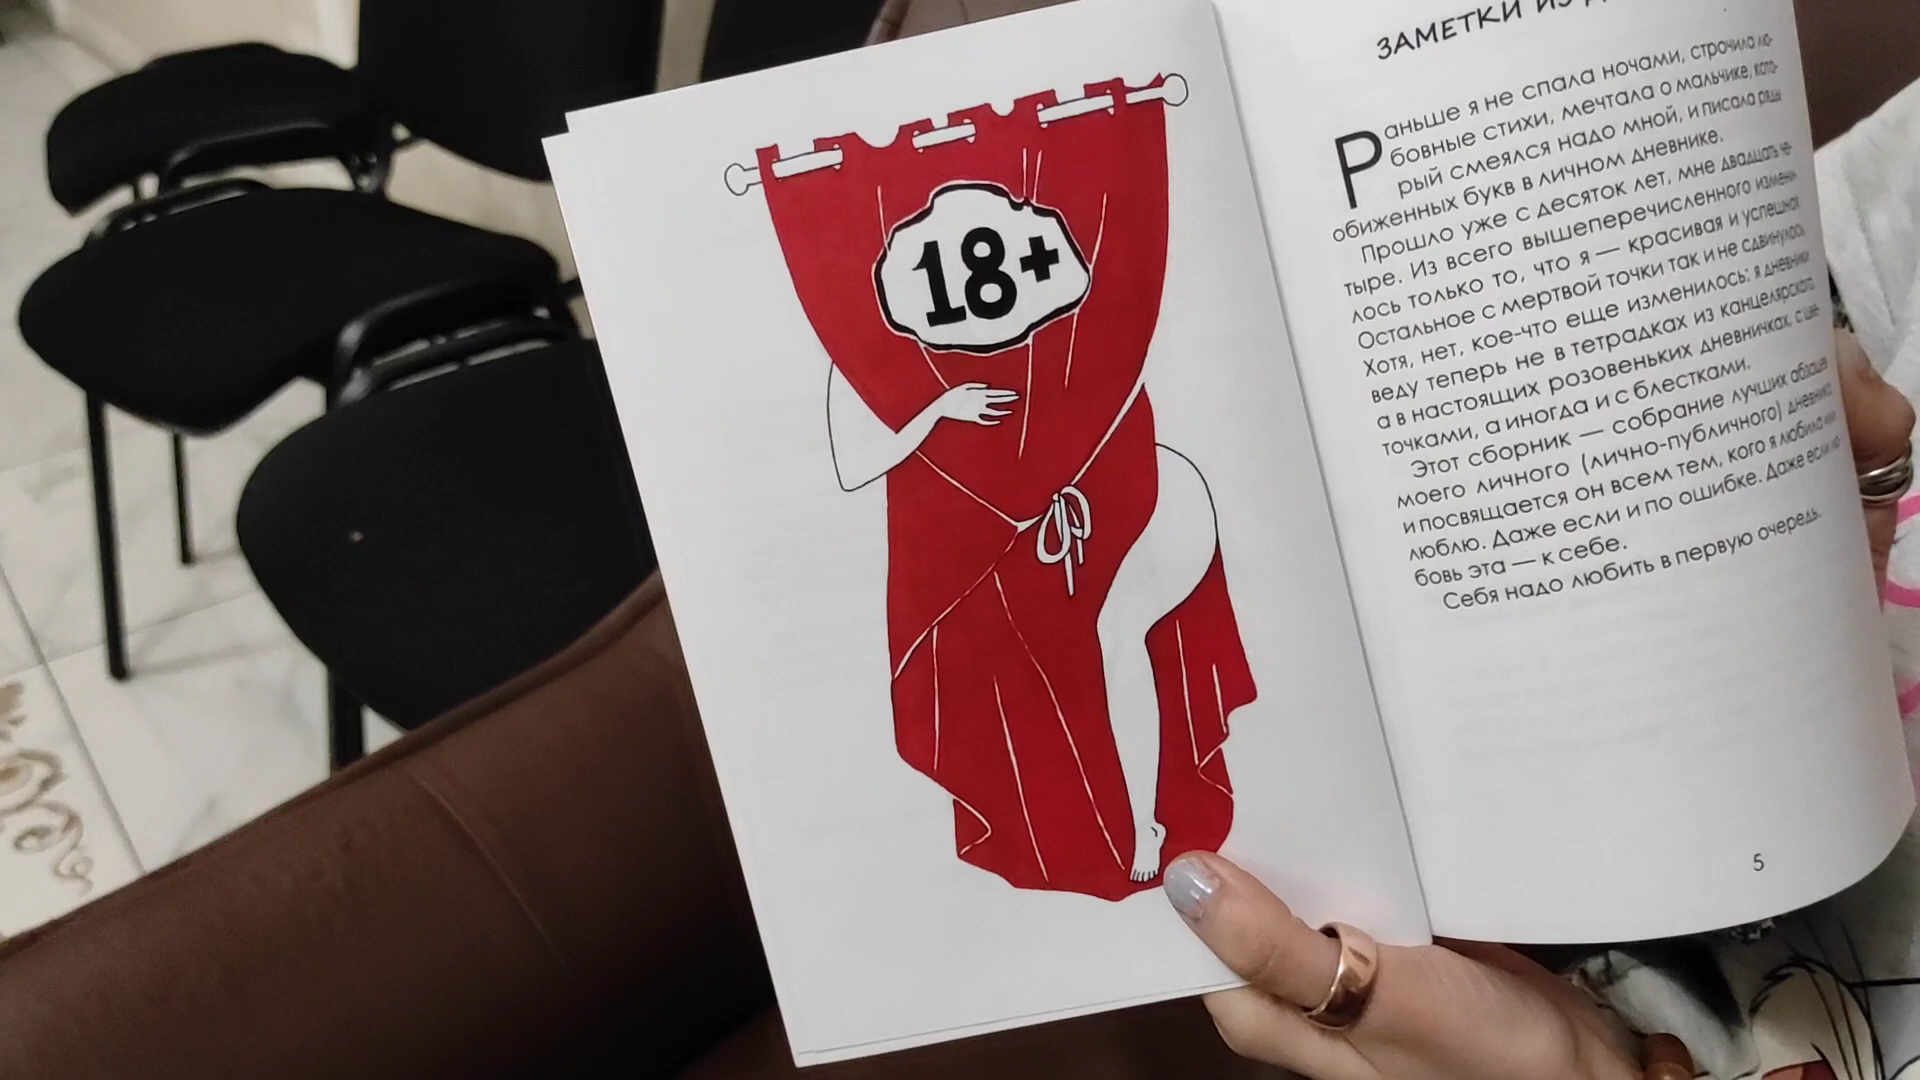 18+
ЗАМЕТКИ ИЗ
Раньше я не спала ночами, строчила лю-
бовные стихи, мечтала о мальчике, кото-
рый смеялся надо мной, и писала ряды
обиженных букв в личном дневнике.
Прошло уже с десяток лет, мне двадцать че-
тыре. Из всего вышеперечисленного измени-
лось только то, что я — красивая и успешная.
Остальное с мертвой точки так и не сдвинулось.
Хотя, нет, кое-что еще изменилось: я дневники
веду теперь не в тетрадках из канцелярского,
а в настоящих розовеньких дневничках, с цве-
точками, а иногда и с блестками.
Этот сборник — собрание лучших абзацев
моего личного (лично-публичного) дневника
и посвящается он всем тем, кого я любила или
люблю. Даже если и по ошибке. Даже если лю-
бовь эта — к себе.
Себя надо любить в первую очередь.
5